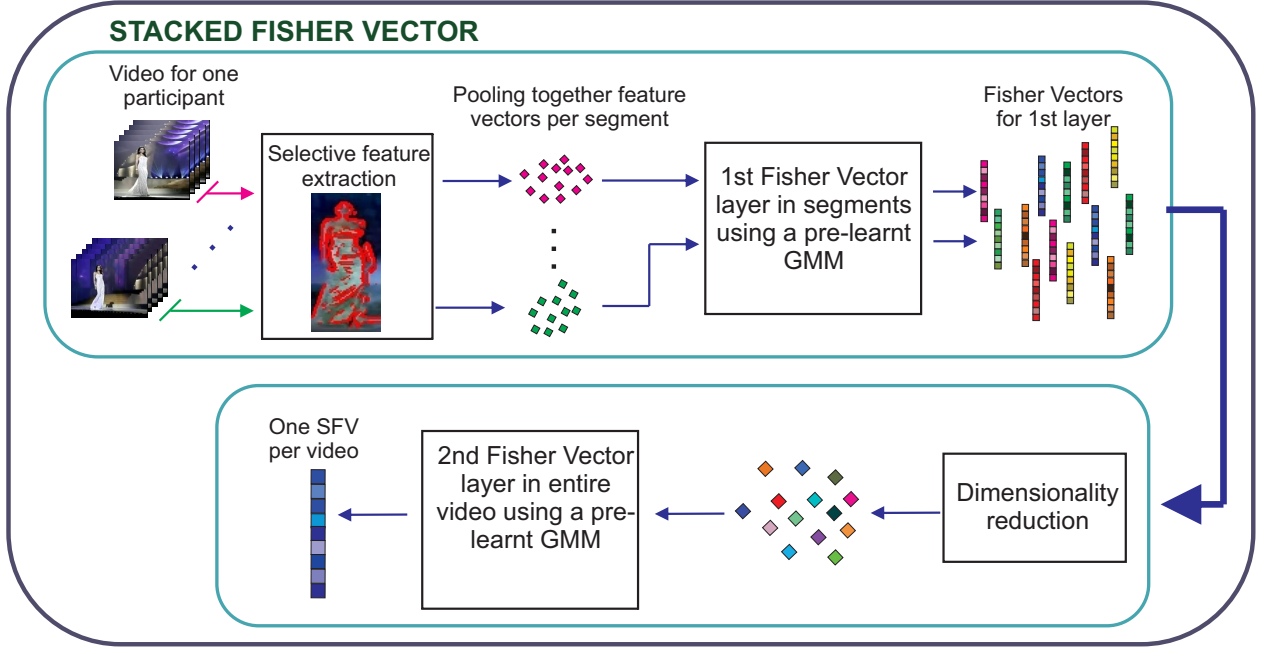 STACKED FISHER VECTOR
Video for one
participant
Selective feature
extraction
Pooling together feature
vectors per segment
1st Fisher Vector
layer in segments
using a pre-learnt
GMM
Fisher Vectors
for 1st layer
Dimensionality
reduction
2nd Fisher Vector
layer in entire
video using a pre-
learnt GMM
One SFV
per video